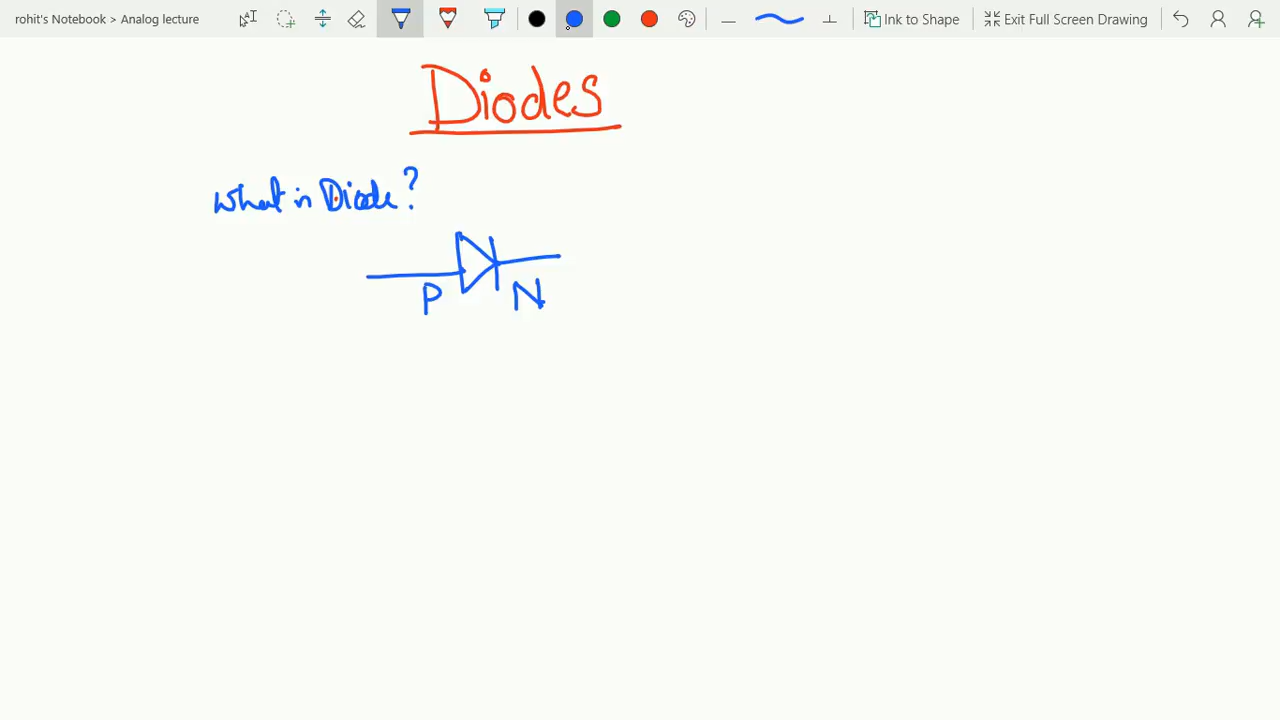 rohit's Notebook > Analog lecture
Ink to Shape
Exit Full Screen Drawing
Diodes
What is Diode?
P N